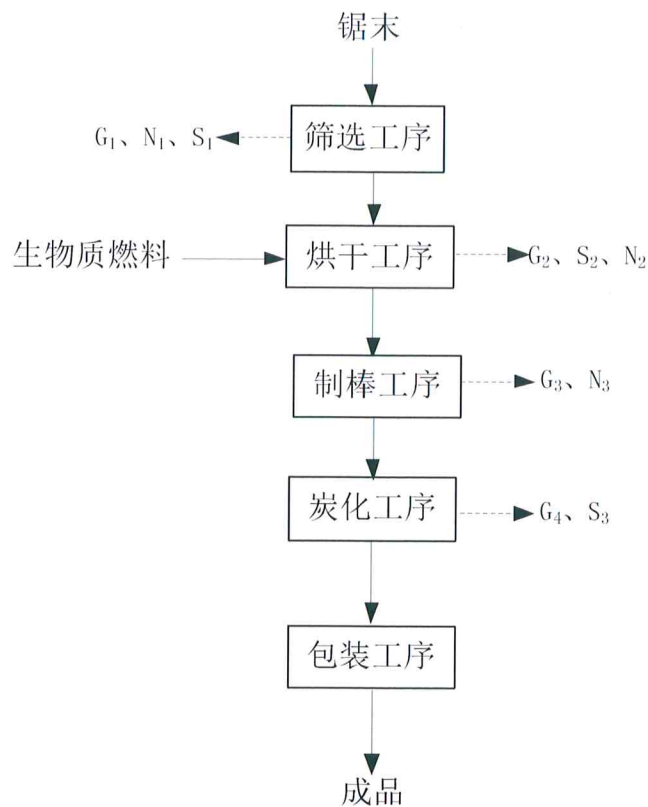 锯末
筛选工序
G₁、N₁、S₁
生物质燃料
烘干工序
G₂、S₂、N₂
制棒工序
G₃、N₃
炭化工序
G₄、S₃
包装工序
成品